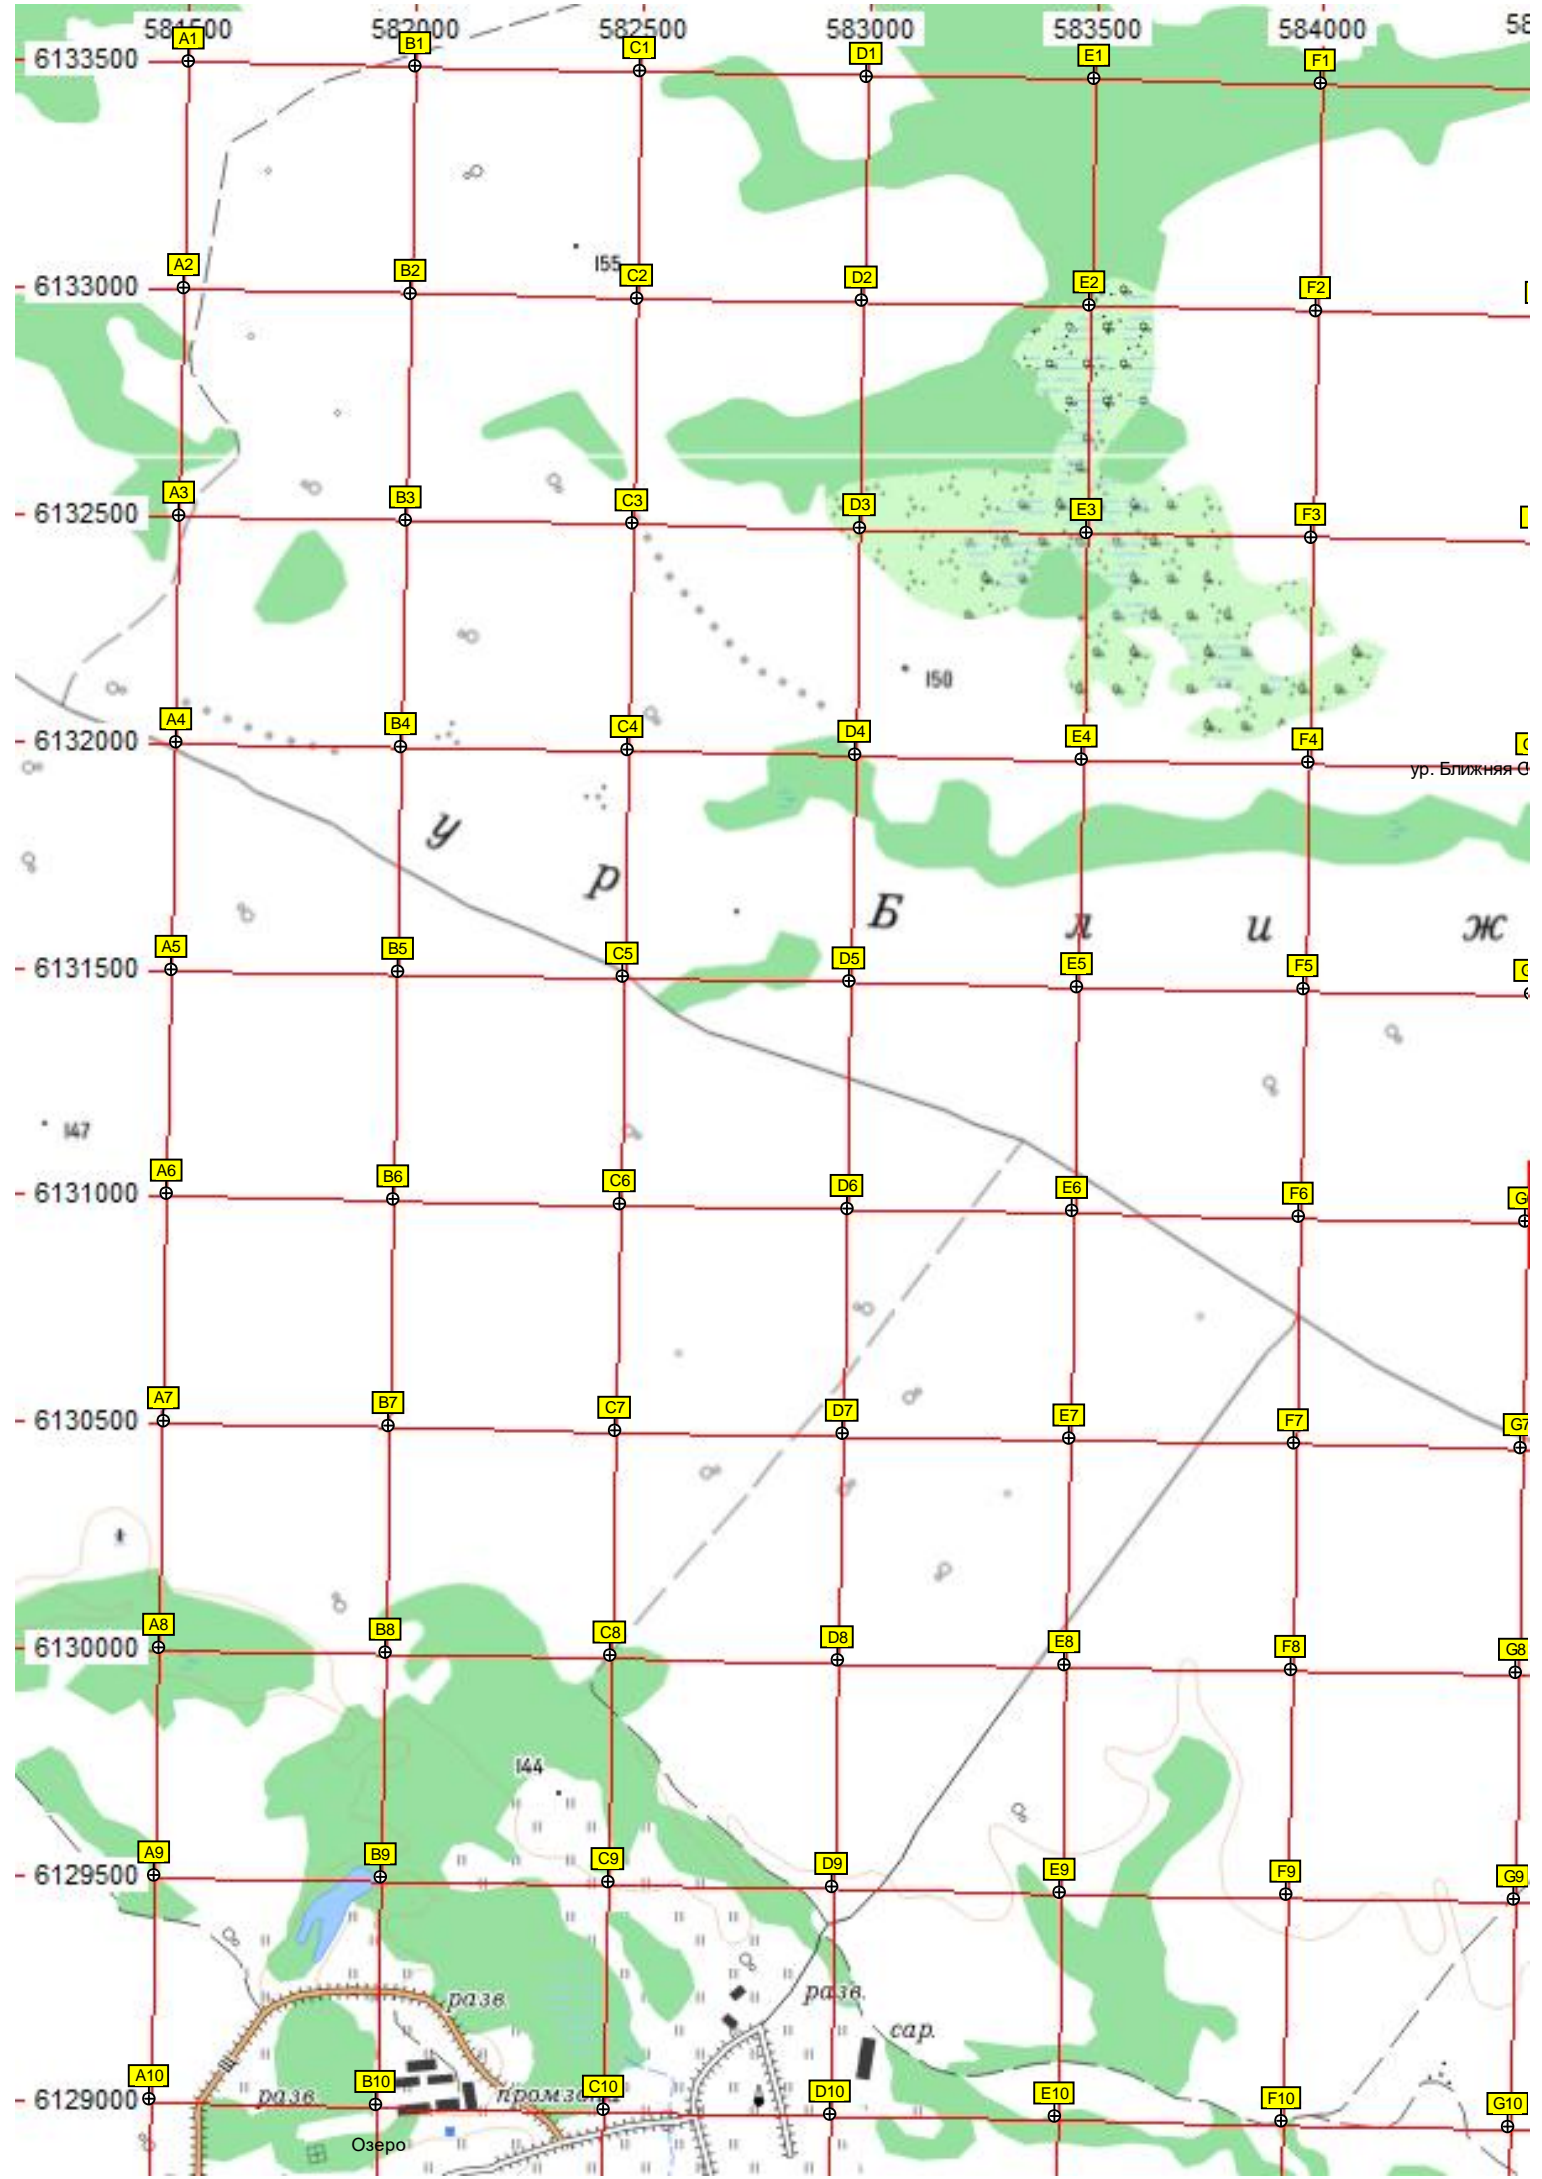 581500 582000 582500 583000 583500 584000 58
A1 B1 C1 D1 E1 F1
6133500
155
A2 B2 C2 D2 E2 F2
6133000
A3 B3 C3 D3 E3 F3
6132500
150
A4 B4 C4 D4 E4 F4
6132000
ур. Ближняя С
У р Б л и ж
A5 B5 C5 D5 E5 F5 G
6131500
147
A6 B6 C6 D6 E6 F6 G
6131000
A7 B7 C7 D7 E7 F7 G7
6130500
A8 B8 C8 D8 E8 F8 G8
6130000
144
A9 B9 C9 D9 E9 F9 G9
6129500
разв. разв.
сар.
A10 B10 C10 D10 E10 F10 G10
6129000
разв. промзона
Озеро